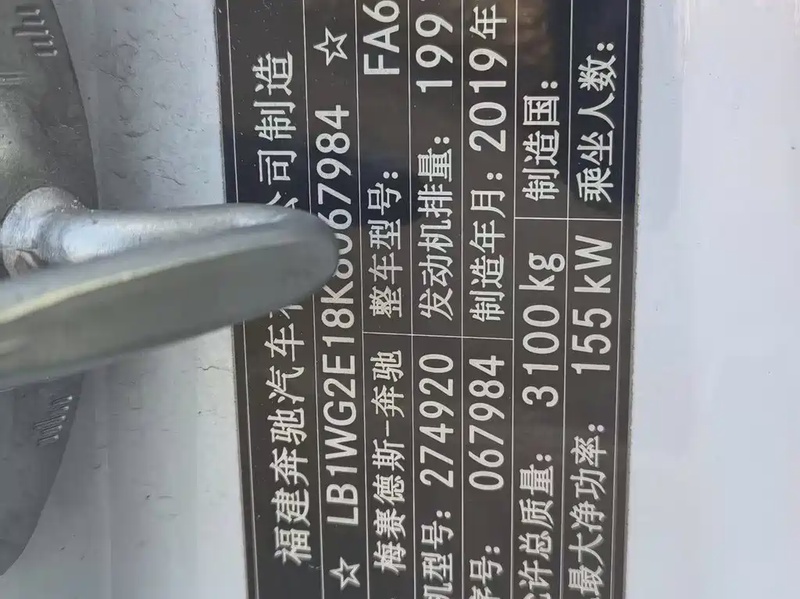 福建奔驰汽车 公司制造
☆ LB1WG2E18K8067984 ☆
梅赛德斯-奔驰 整车型号: FA6
机型号: 274920 发动机排量: 199
序号: 067984 制造年月: 2019年
许总质量: 3100 kg 制造国:
最大净功率: 155 kW 乘坐人数: